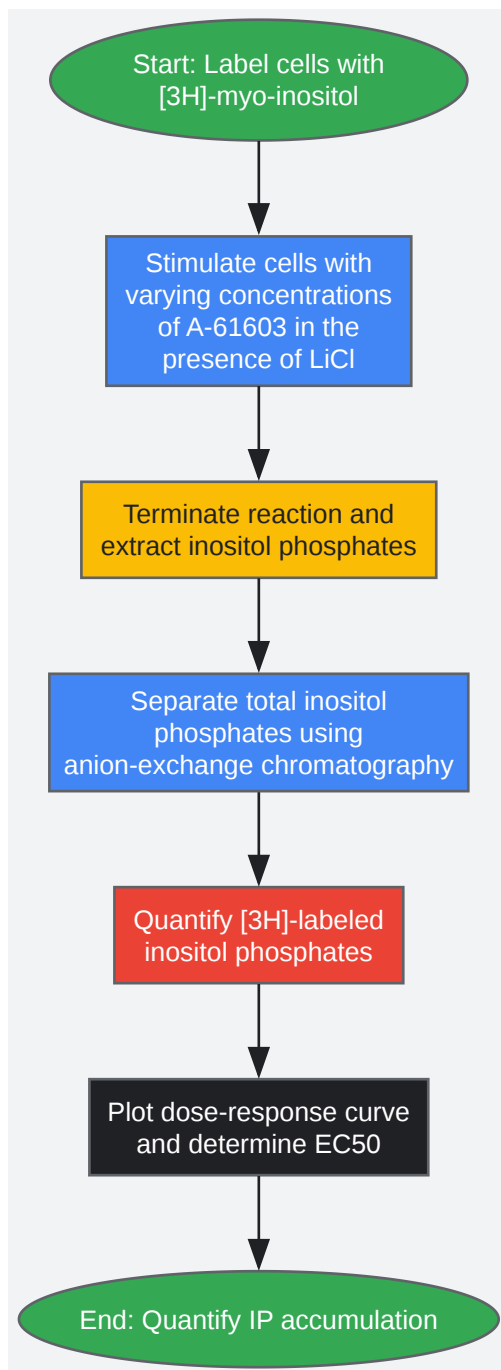 Start: Label cells with
[3H]-myo-inositol
Stimulate cells with
varying concentrations
of A-61603 in the
presence of LiCl
Terminate reaction and
extract inositol phosphates
Separate total inositol
phosphates using
anion-exchange chromatography
Quantify [3H]-labeled
inositol phosphates
Plot dose-response curve
and determine EC50
End: Quantify IP accumulation